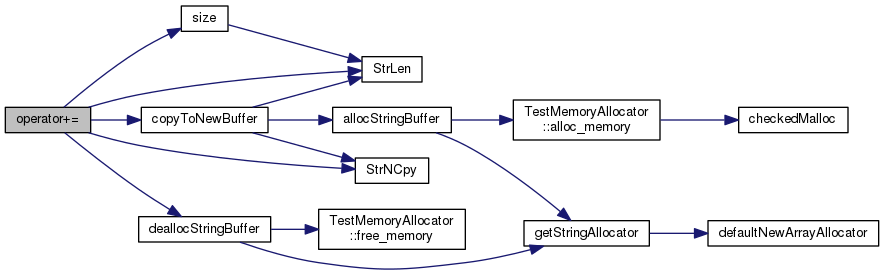 size
StrLen
operator+=
copyToNewBuffer
allocStringBuffer
TestMemoryAllocator
::alloc_memory
checkedMalloc
StrNCpy
deallocStringBuffer
TestMemoryAllocator
::free_memory
getStringAllocator
defaultNewArrayAllocator